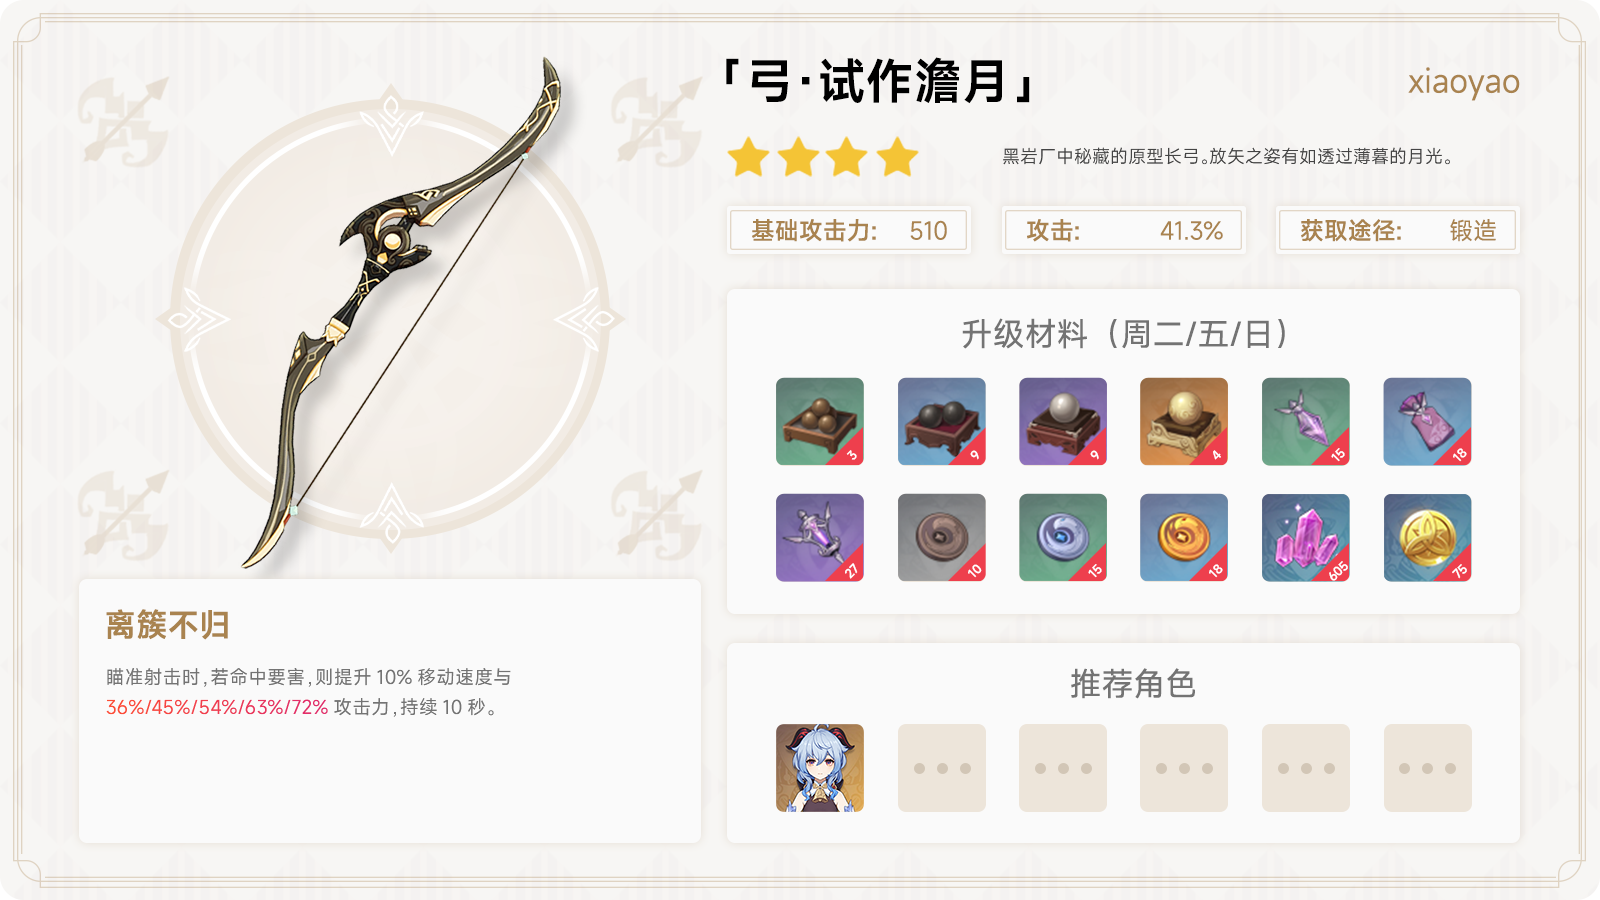 「弓·试作澹月」
xiaoyao
黑岩厂中秘藏的原型长弓。放矢之姿有如透过薄暮的月光。
基础攻击力: 510
攻击: 41.3%
获取途径: 锻造
升级材料（周二/五/日）
3
9
9
4
15
18
27
10
15
18
605
75
离簇不归
瞄准射击时,若命中要害,则提升 10% 移动速度与
36%/45%/54%/63%/72% 攻击力,持续 10 秒。
推荐角色